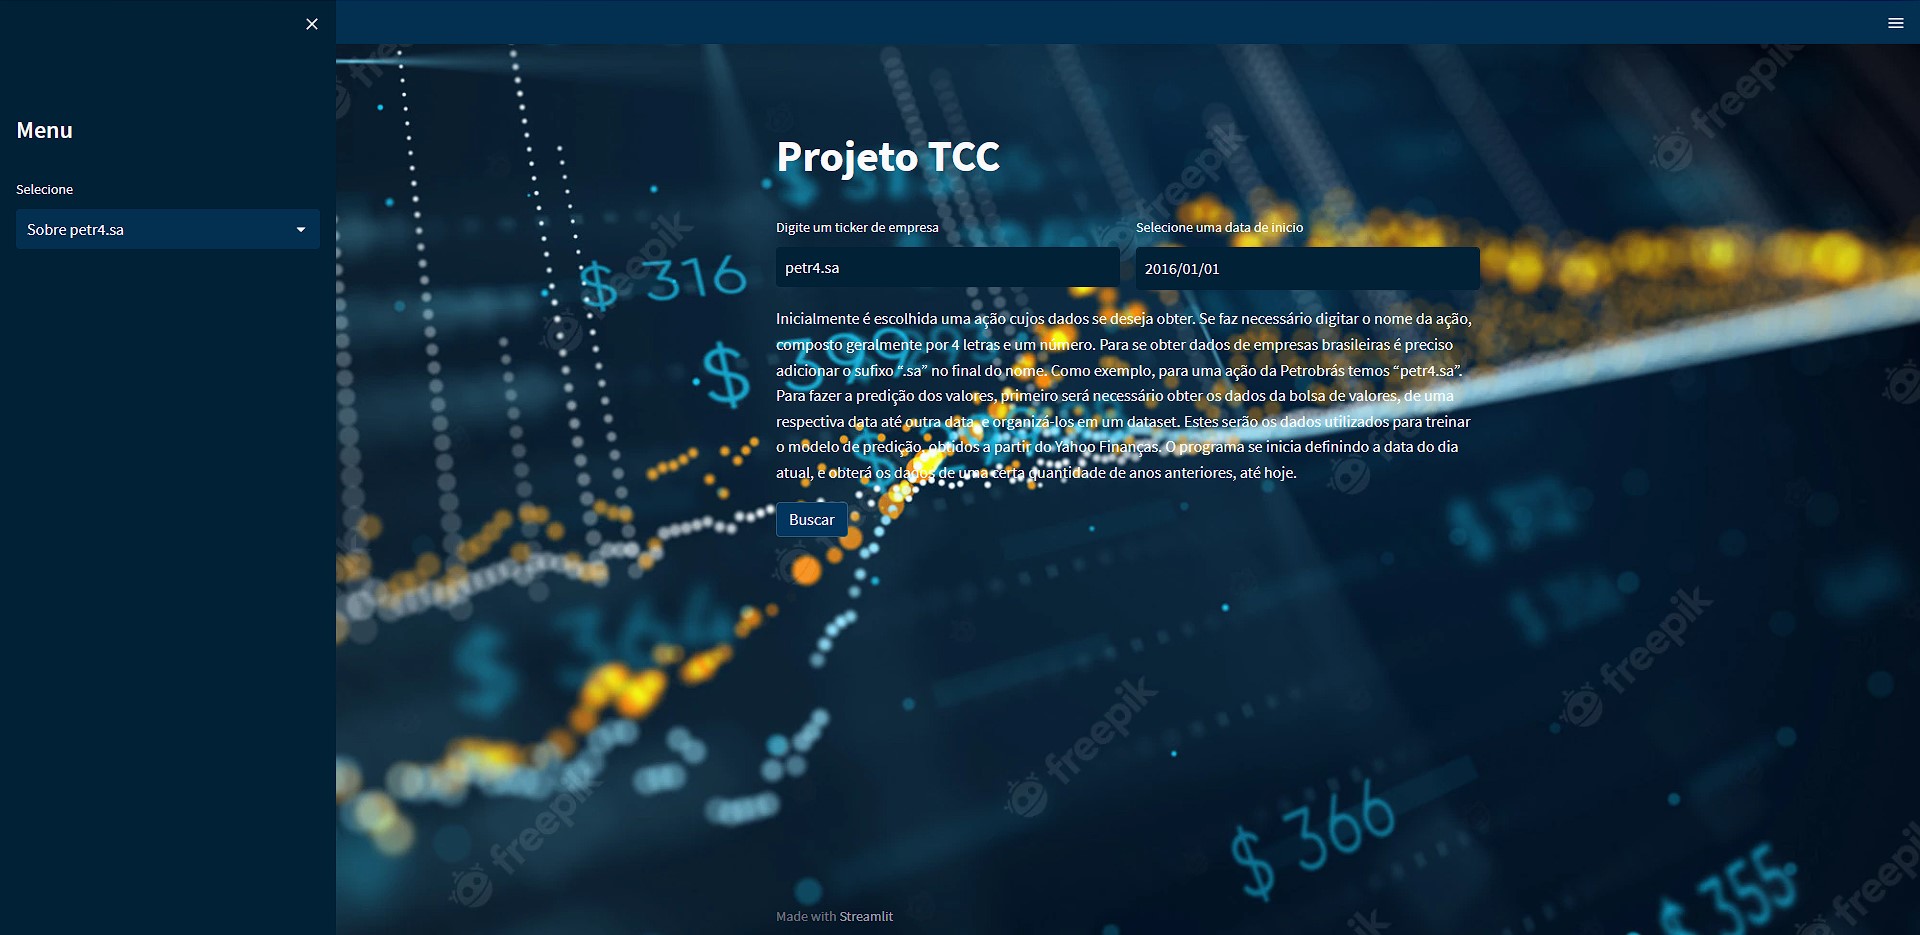 Menu
Selecione
Sobre petr4.sa
Projeto TCC
Digite um ticker de empresa
Selecione uma data de inicio
petr4.sa
2016/01/01
Inicialmente é escolhida uma ação cujos dados se deseja obter. Se faz necessário digitar o nome da ação,
composto geralmente por 4 letras e um número. Para se obter dados de empresas brasileiras é preciso
adicionar o sufixo “.sa” no final do nome. Como exemplo, para uma ação da Petrobrás temos “petr4.sa”.
Para fazer a predição dos valores, primeiro será necessário obter os dados da bolsa de valores, de uma
respectiva data até outra data, e organizá-los em um dataset. Estes serão os dados utilizados para treinar
o modelo de predição, obtidos a partir do Yahoo Finanças. O programa se inicia definindo a data do dia
atual, e obterá os dados de uma certa quantidade de anos anteriores, até hoje.
Buscar
$ 316
$ 364
$ 366
$ 355
freepik
freepik
freepik
freepik
freepik
freepik
Made with Streamlit